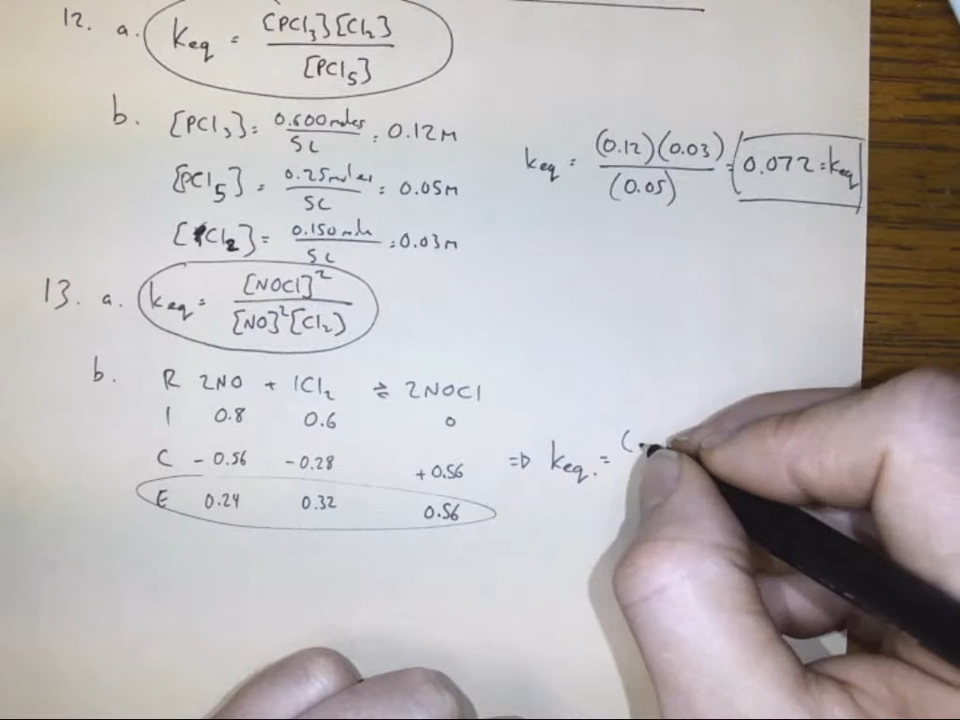 12. a. Keq = [PCl3][Cl2] / [PCl5]
b. [PCl3] = 0.600 moles / 5L = 0.12M
[PCl5] = 0.25 moles / 5L = 0.05M
[Cl2] = 0.150 mols / 5L = 0.03M
Keq = (0.12)(0.03) / (0.05) = 0.072 = Keq
13. a. Keq = [NOCl]² / [NO]²[Cl2]
b. R 2NO + 1Cl2 ⇌ 2NOCl
I 0.8 0.6 0
C -0.56 -0.28 +0.56
E 0.24 0.32 0.56
⇒ Keq. = (